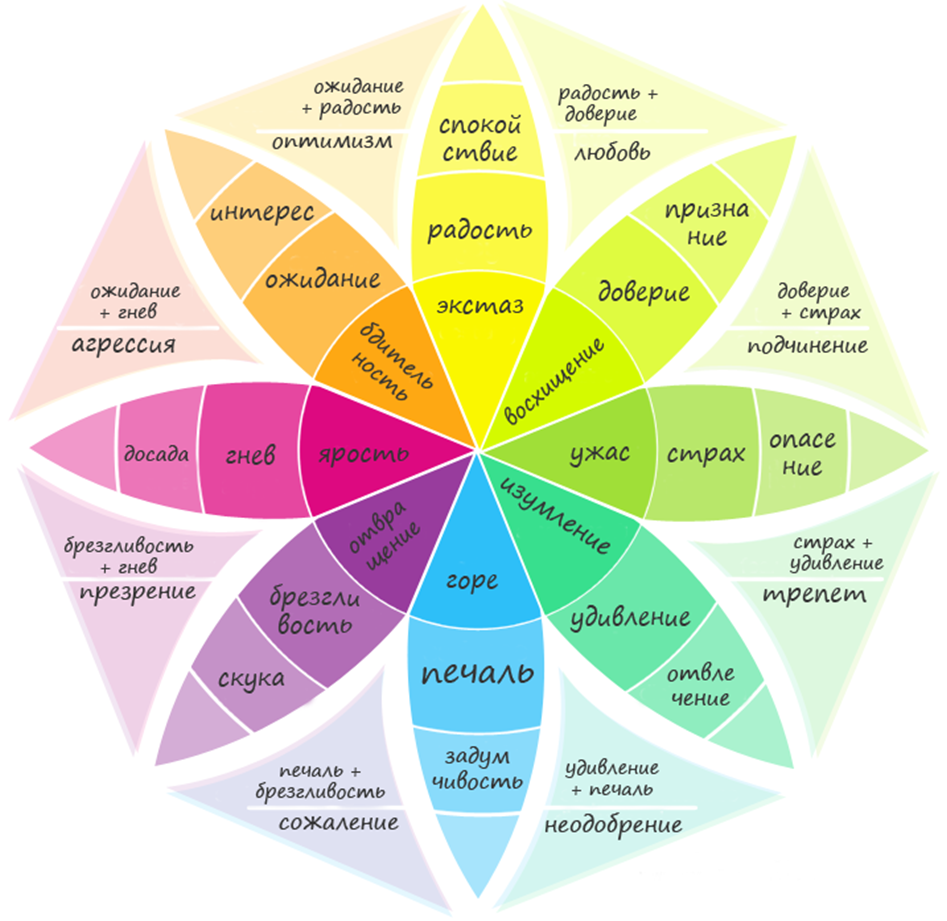 ожидание
+ радость
оптимизм
радость +
доверие
любовь
спокой
ствие
радость
экстаз
интерес
ожидание
бдитель
ность
призна
ние
доверие
восхищение
ожидание
+ гнев
агрессия
доверие
+ страх
подчинение
досада
гнев
ярость
ужас
страх
опасе
ние
отвра
щение
брезгли
вость
скука
изумление
удивление
отвле
чение
горе
печаль
задум
чивость
брезгливость
+ гнев
презрение
страх +
удивление
трепет
печаль +
брезгливость
сожаление
удивление
+ печаль
неодобрение